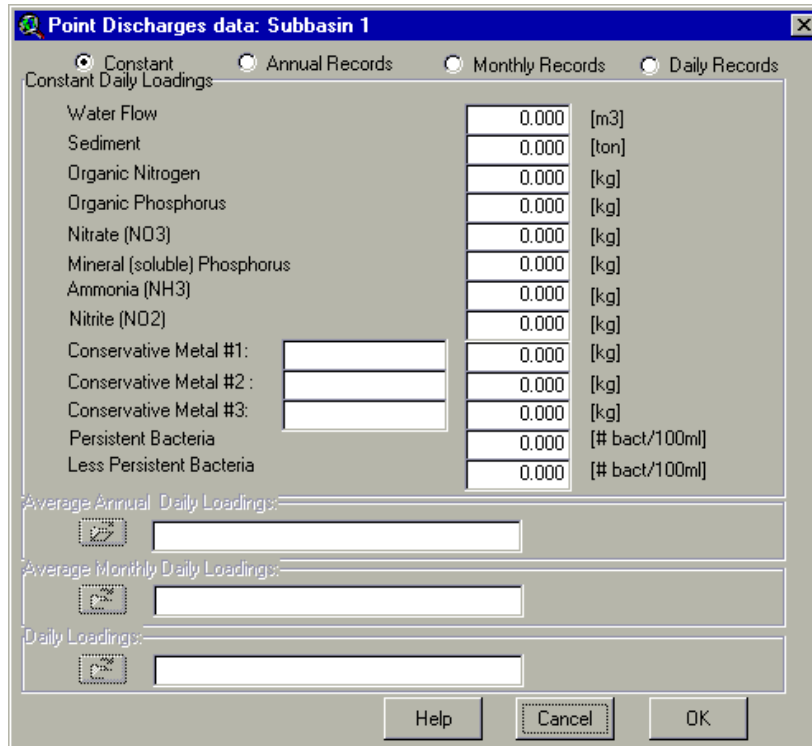 Point Discharges data: Subbasin 1
Constant Annual Records Monthly Records Daily Records
Constant Daily Loadings
Water Flow 0.000 [m3]
Sediment 0.000 [ton]
Organic Nitrogen 0.000 [kg]
Organic Phosphorus 0.000 [kg]
Nitrate (NO3) 0.000 [kg]
Mineral (soluble) Phosphorus 0.000 [kg]
Ammonia (NH3) 0.000 [kg]
Nitrite (NO2) 0.000 [kg]
Conservative Metal #1: 0.000 [kg]
Conservative Metal #2 : 0.000 [kg]
Conservative Metal #3: 0.000 [kg]
Persistent Bacteria 0.000 [# bact/100ml]
Less Persistent Bacteria 0.000 [# bact/100ml]
Average Annual Daily Loadings:
Average Monthly Daily Loadings:
Daily Loadings:
Help Cancel OK